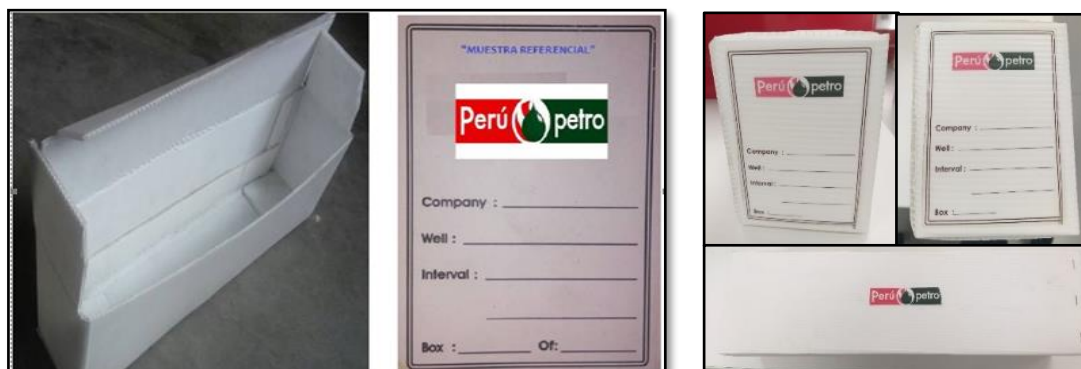 "MUESTRA REFERENCIAL"
Perú petro
Company :
Well :
Interval :
Box : Of:
Perú petro
Company :
Well :
Interval :
Box :
Perú petro
Company :
Well :
Interval :
Box :
Perú petro